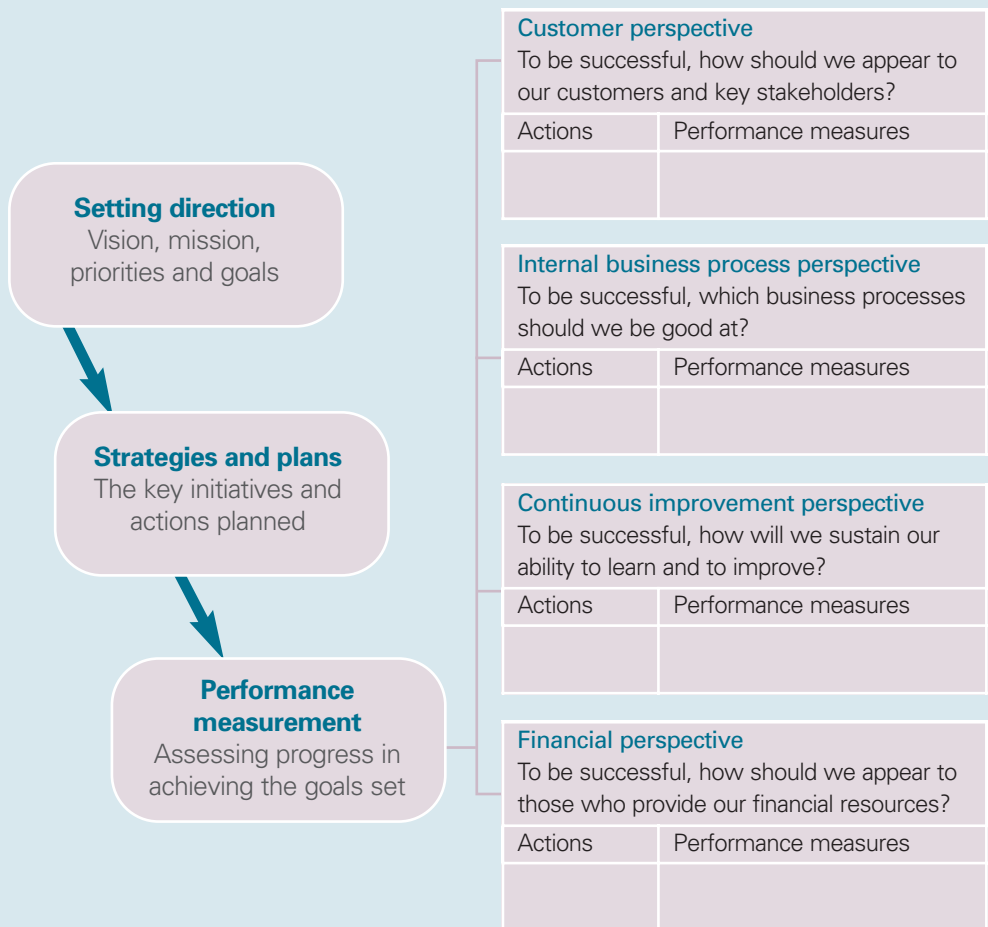 Setting direction
Vision, mission,
priorities and goals
Strategies and plans
The key initiatives and
actions planned
Performance
measurement
Assessing progress in
achieving the goals set
Customer perspective
To be successful, how should we appear to
our customers and key stakeholders?
Actions Performance measures
Internal business process perspective
To be successful, which business processes
should we be good at?
Actions Performance measures
Continuous improvement perspective
To be successful, how will we sustain our
ability to learn and to improve?
Actions Performance measures
Financial perspective
To be successful, how should we appear to
those who provide our financial resources?
Actions Performance measures